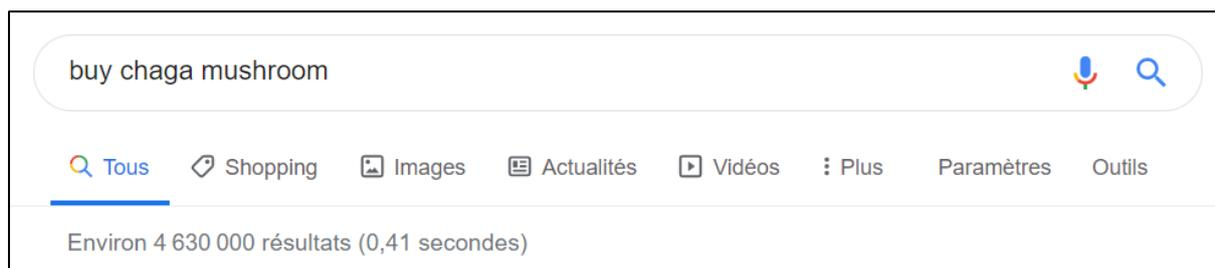 buy chaga mushroom
Tous Shopping Images Actualités Vidéos Plus Paramètres Outils
Environ 4 630 000 résultats (0,41 secondes)